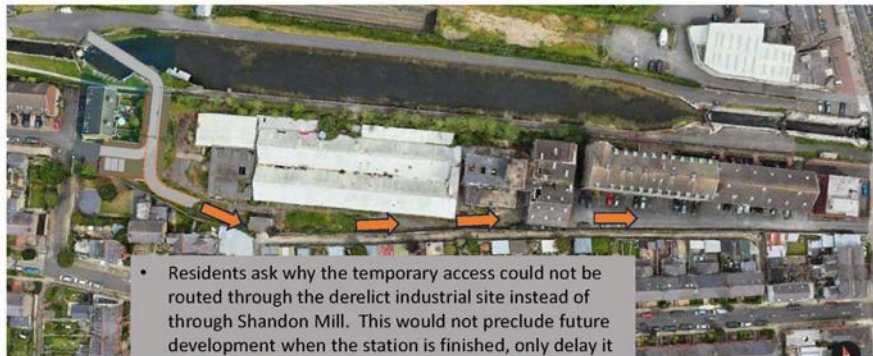 • Residents ask why the temporary access could not be
routed through the derelict industrial site instead of
through Shandon Mill. This would not preclude future
development when the station is finished, only delay it